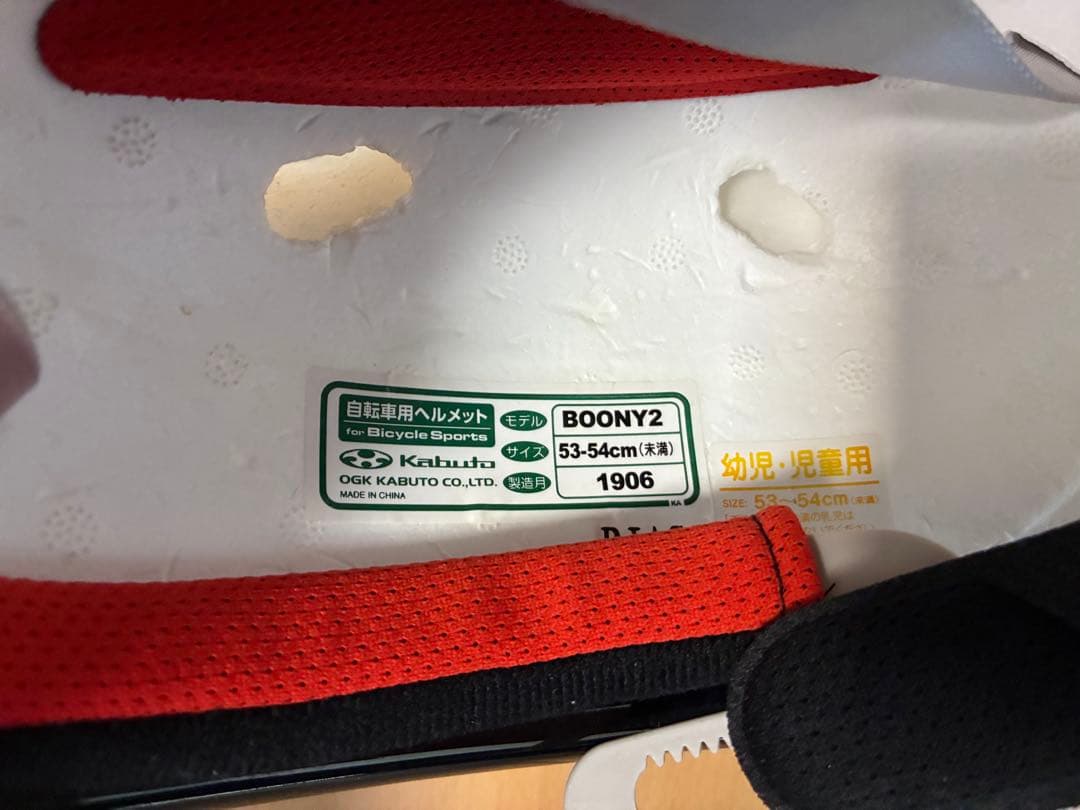 自転車用ヘルメット
for Bicycle Sports
Kabuto
OGK KABUTO CO.,LTD.
MADE IN CHINA
モデル BOONY2
サイズ 53-54cm(未満)
製造月 1906
KA
幼児・児童用
SIZE: 53～54cm(未満)